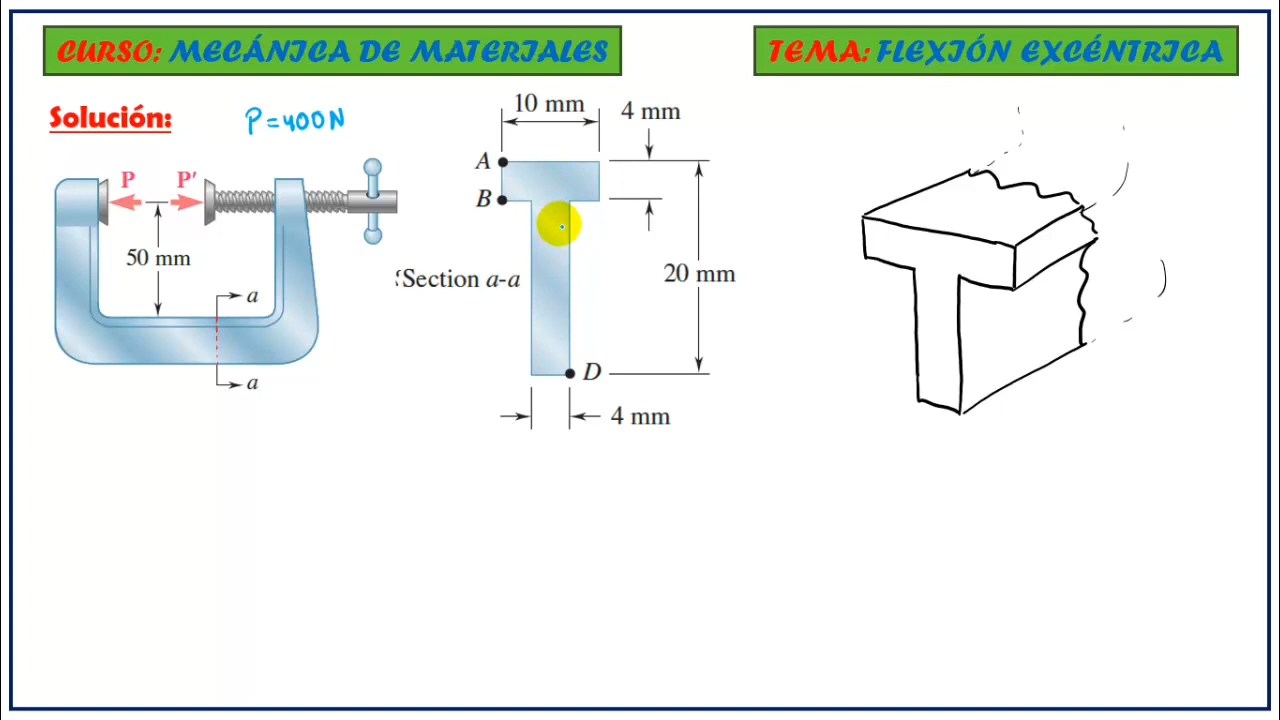 CURSO: MECÁNICA DE MATERIALES
TEMA: FLEXIÓN EXCÉNTRICA
Solución:
P=400N
P
P′
50 mm
a
a
10 mm
4 mm
A
B
Section a-a
20 mm
D
4 mm